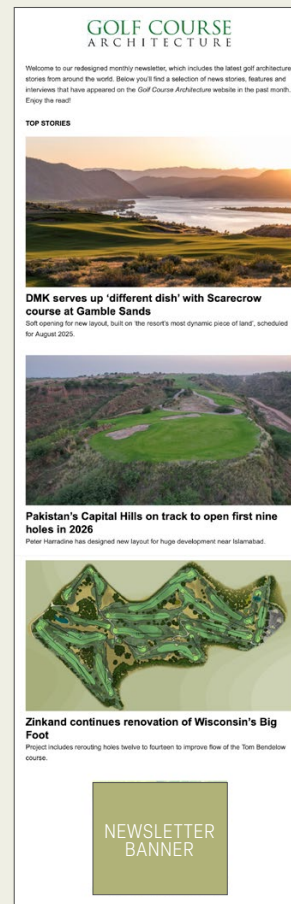 GOLF COURSE
ARCHITECTURE
Welcome to our redesigned monthly newsletter, which includes the latest golf architecture
stories from around the world. Below you'll find a selection of news stories, features and
interviews that have appeared on the Golf Course Architecture website in the past month.
Enjoy the read!
TOP STORIES
DMK serves up ‘different dish’ with Scarecrow
course at Gamble Sands
Soft opening for new layout, built on ‘the resort's most dynamic piece of land’, scheduled
for August 2025.
Pakistan’s Capital Hills on track to open first nine
holes in 2026
Peter Harradine has designed new layout for huge development near Islamabad.
Zinkand continues renovation of Wisconsin’s Big
Foot
Project includes rerouting holes twelve to fourteen to improve flow of the Tom Bendelow
course.
NEWSLETTER
BANNER